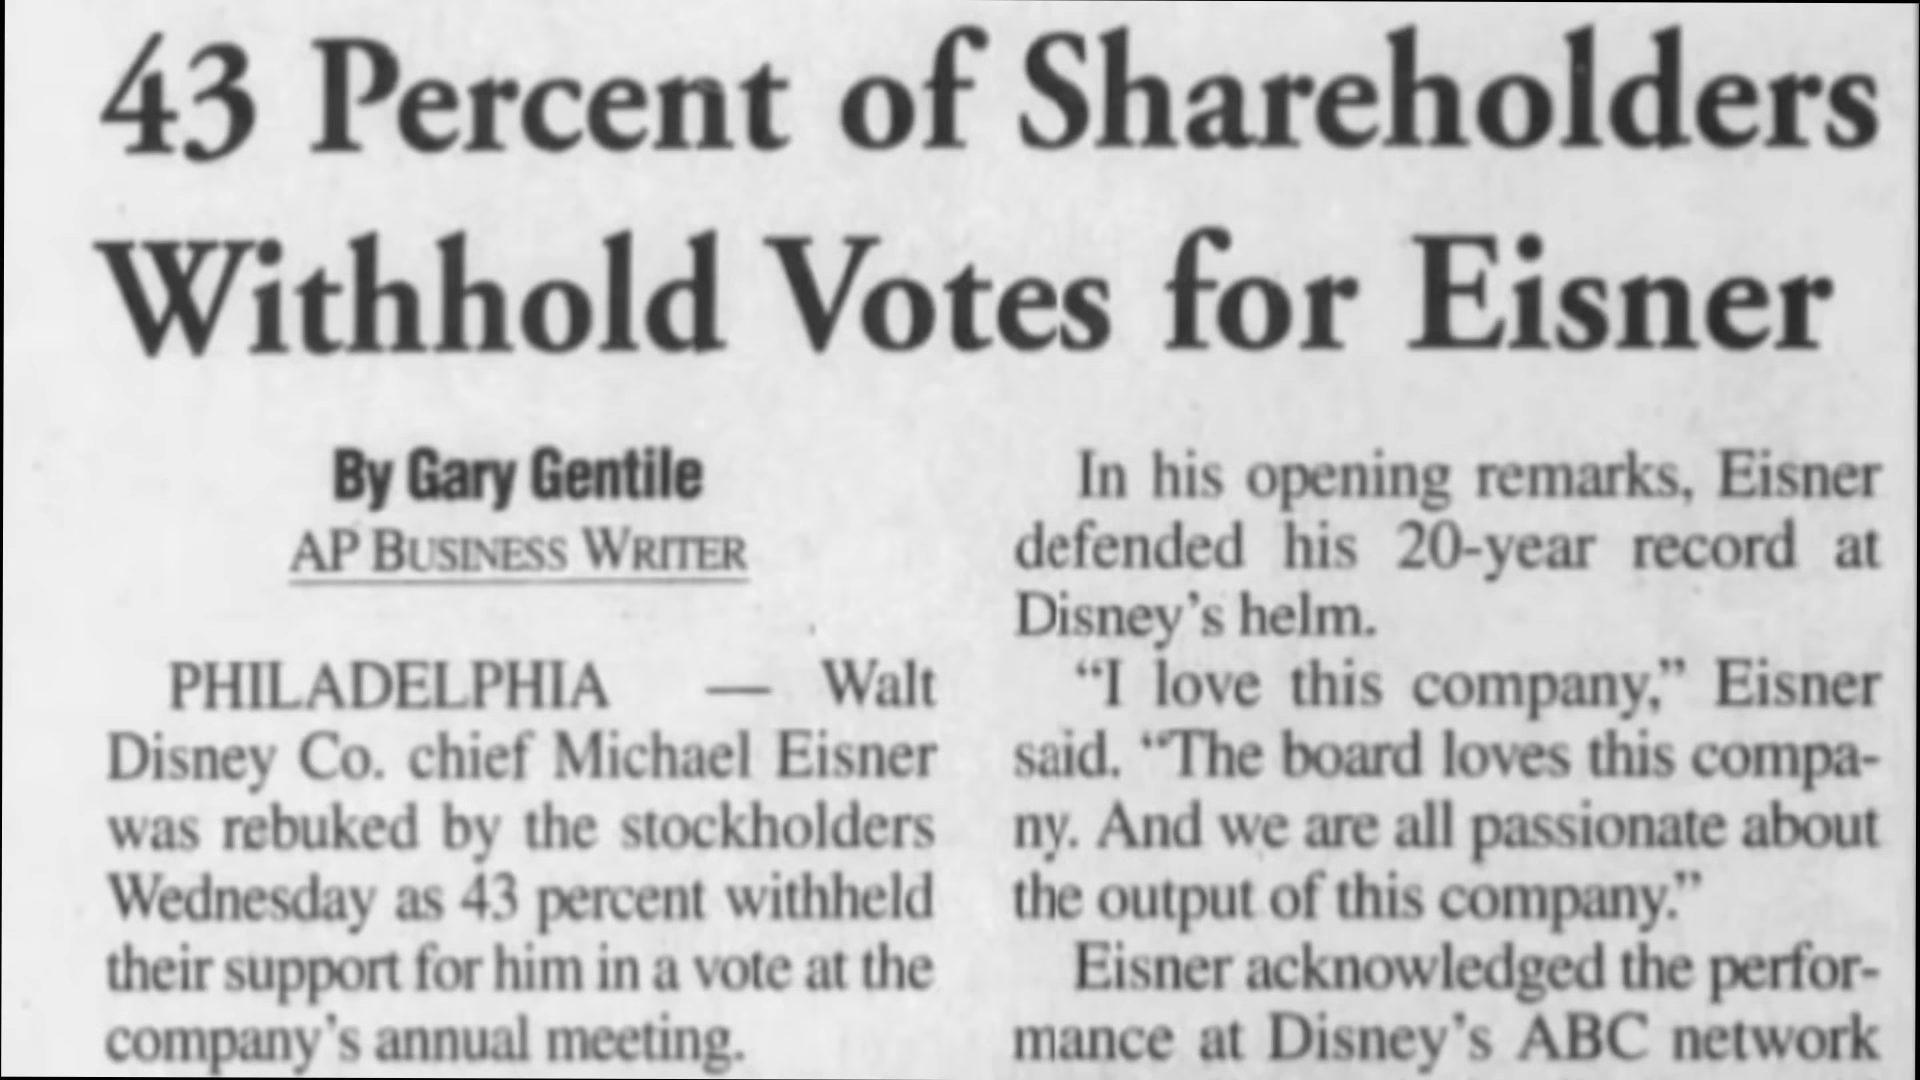 43 Percent of Shareholders
Withhold Votes for Eisner
By Gary Gentile
AP BUSINESS WRITER
PHILADELPHIA — Walt
Disney Co. chief Michael Eisner
was rebuked by the stockholders
Wednesday as 43 percent withheld
their support for him in a vote at the
company's annual meeting.
In his opening remarks, Eisner
defended his 20-year record at
Disney's helm.
“I love this company,” Eisner
said. “The board loves this compa-
ny. And we are all passionate about
the output of this company.”
Eisner acknowledged the perfor-
mance at Disney's ABC network